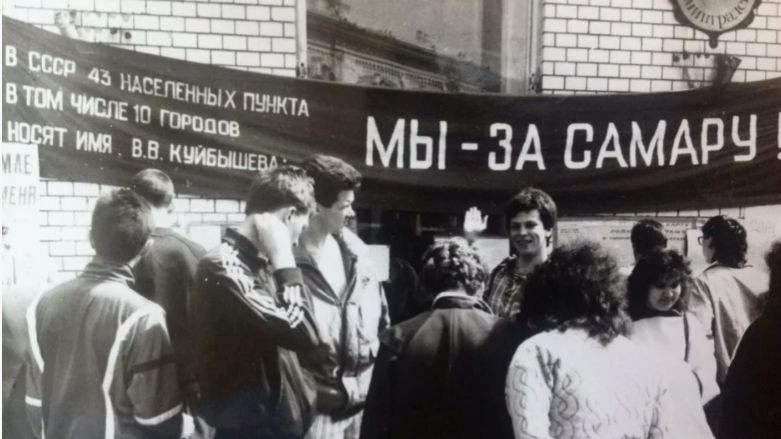 В СССР 43 НАСЕЛЕННЫХ ПУНКТА
В ТОМ ЧИСЛЕ 10 ГОРОДОВ
НОСЯТ ИМЯ В.В. КУЙБЫШЕВА:
МЫ - ЗА САМАРУ !